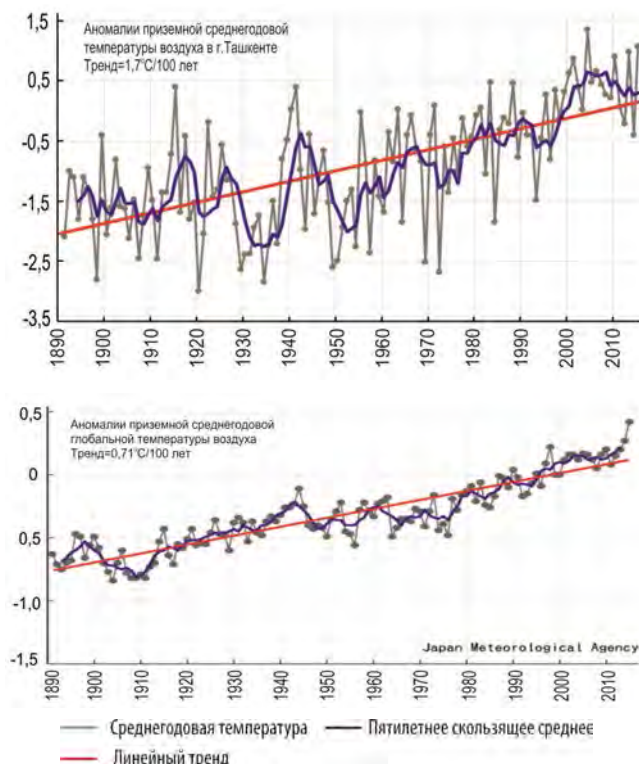 Аномалии приземной среднегодовой
температуры воздуха в г.Ташкенте
Тренд=1,7°С/100 лет
1,5
0,5
-0,5
-1,5
-2,5
-3,5
1890 1900 1910 1920 1930 1940 1950 1960 1970 1980 1990 2000 2010
Аномалии приземной среднегодовой
глобальной температуры воздуха
Тренд=0,71°С/100 лет
0,5
0
0,5
-1,0
-1,5
1890 1900 1910 1920 1930 1940 1950 1960 1970 1980 1990 2000 2010
Japan Meteorological Agency
Среднегодовая температура Пятилетнее скользящее среднее
Линейный тренд